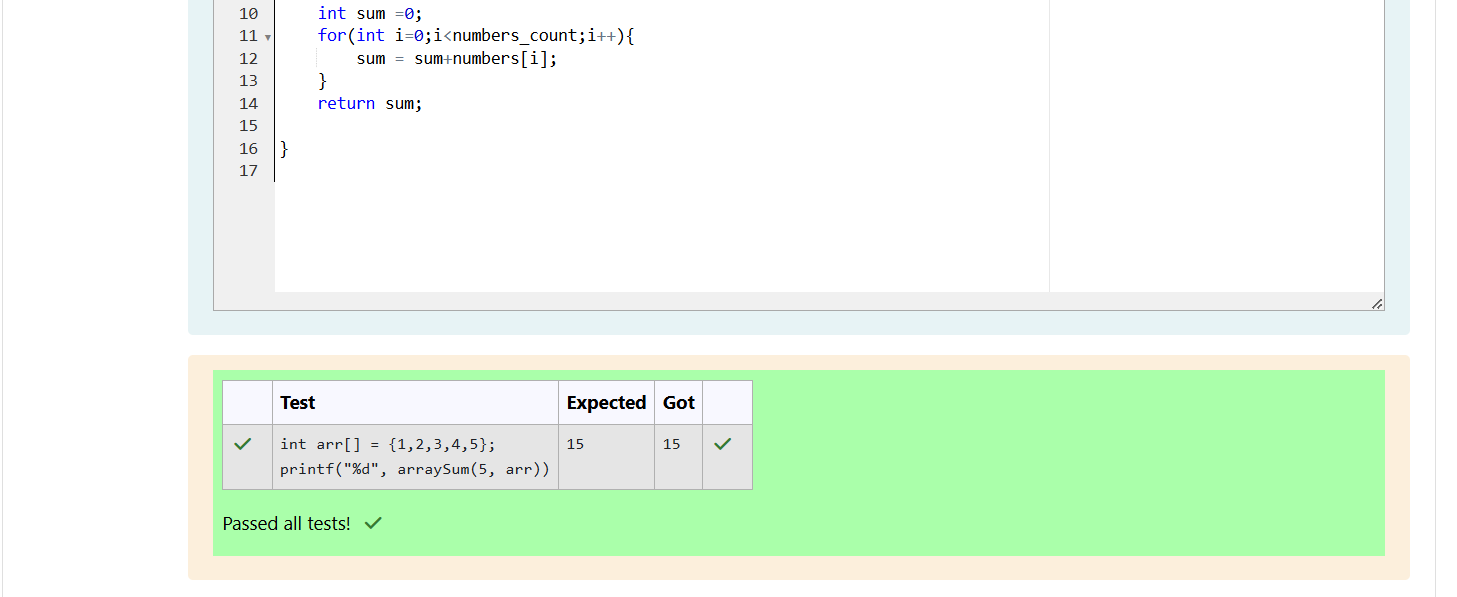 10 int sum =0;
11 for(int i=0;i<numbers_count;i++){
12 sum = sum+numbers[i];
13 }
14 return sum;
15
16 }
17
Test Expected Got
int arr[] = {1,2,3,4,5}; 15 15
printf("%d", arraySum(5, arr))
Passed all tests!